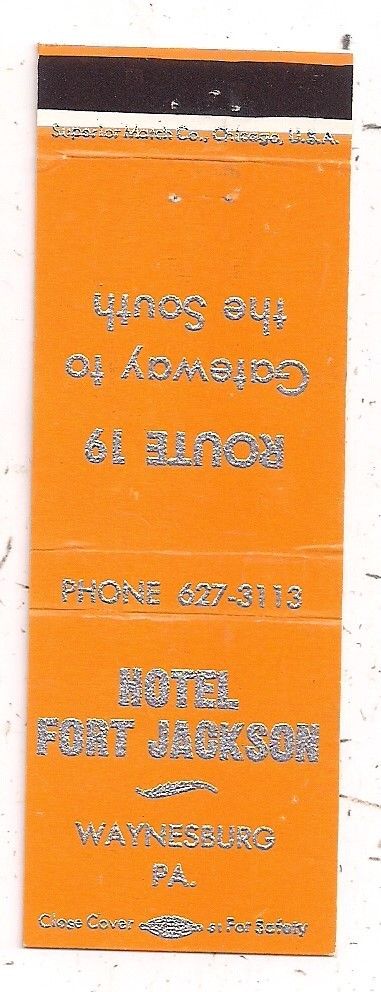 Superior Match Co., Chicago, U.S.A.
ROUTE 19
Gateway to
the South
PHONE 627-3113
HOTEL
FORT JACKSON
WAYNESBURG
PA.
Close Cover For Safety